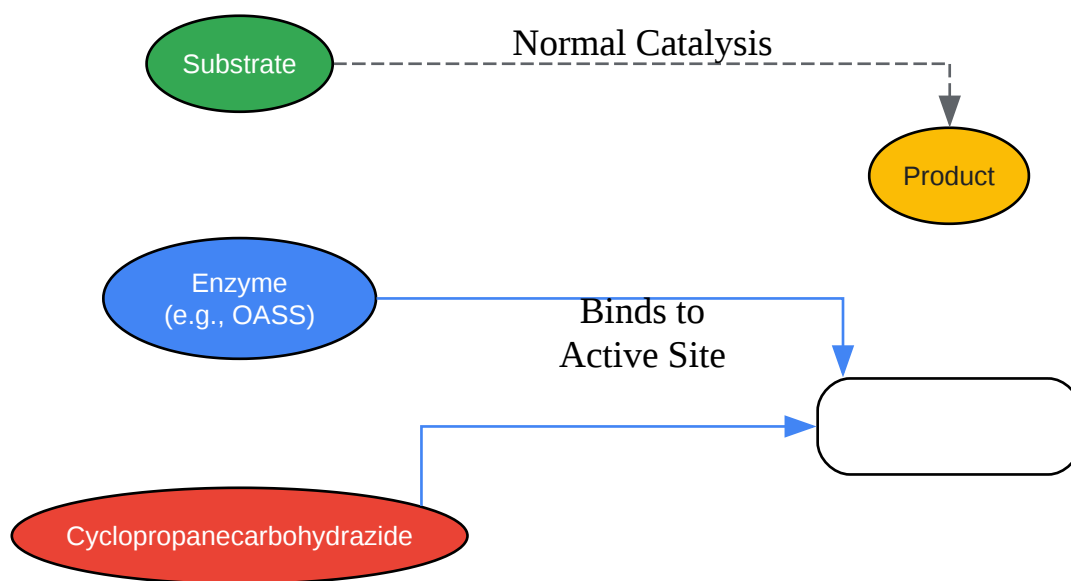 Normal Catalysis
Substrate
Product
Enzyme
(e.g., OASS)
Binds to
Active Site
Cyclopropanecarbohydrazide